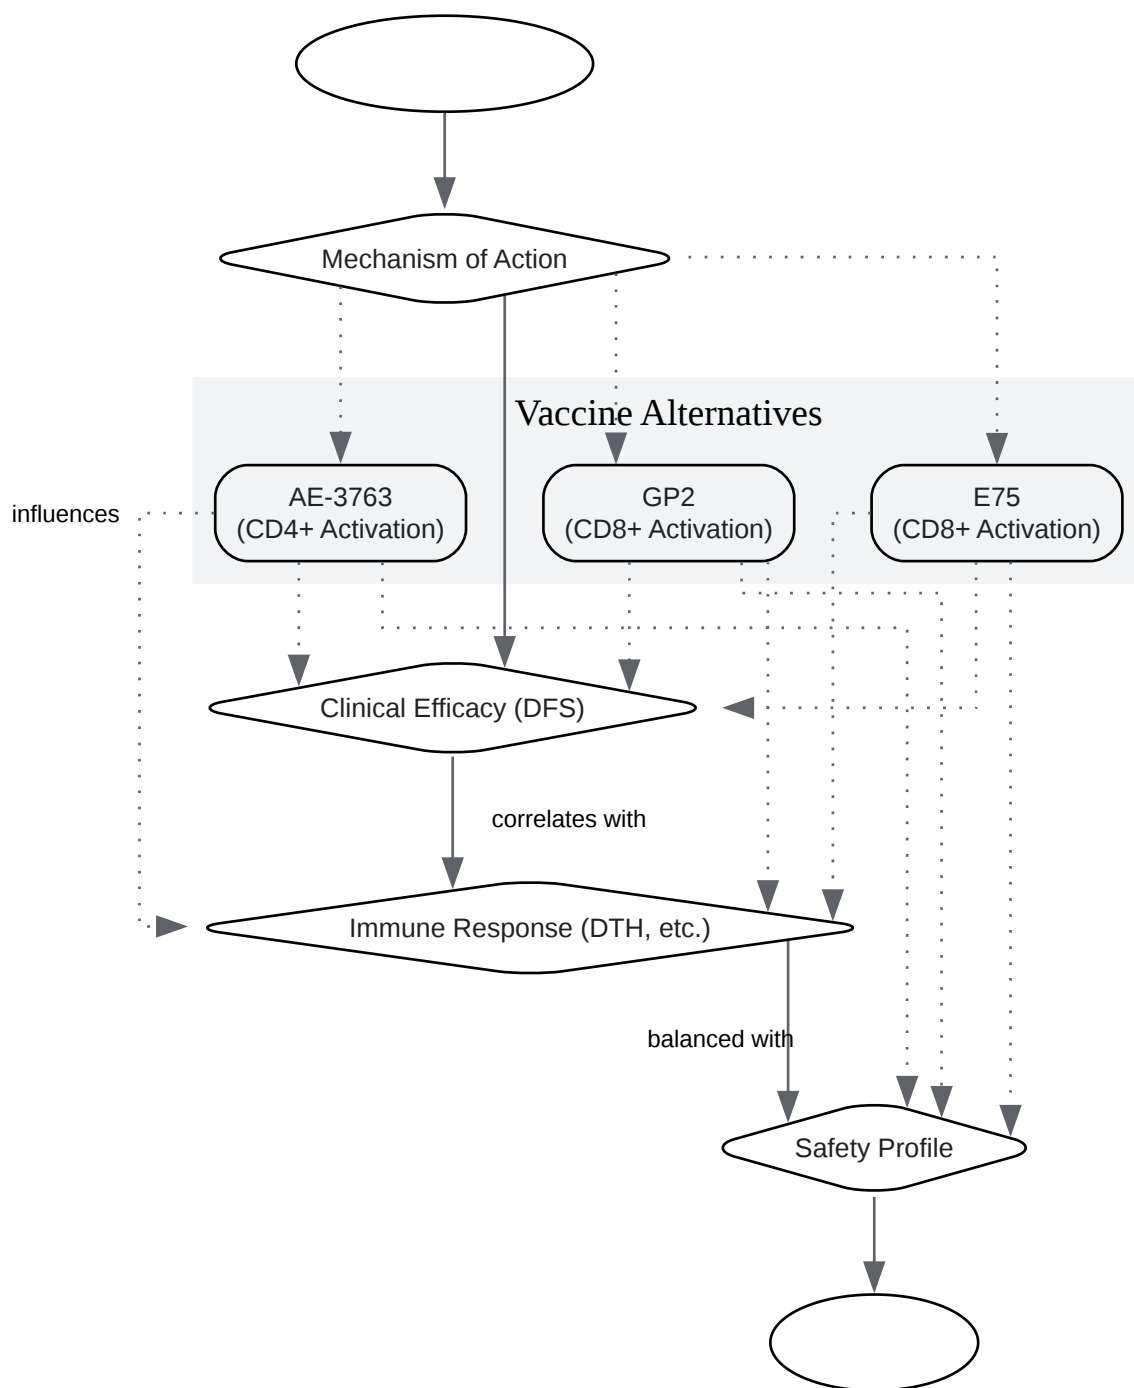 Mechanism of Action
Vaccine Alternatives
AE-3763
(CD4+ Activation)
GP2
(CD8+ Activation)
E75
(CD8+ Activation)
influences
Clinical Efficacy (DFS)
correlates with
Immune Response (DTH, etc.)
balanced with
Safety Profile